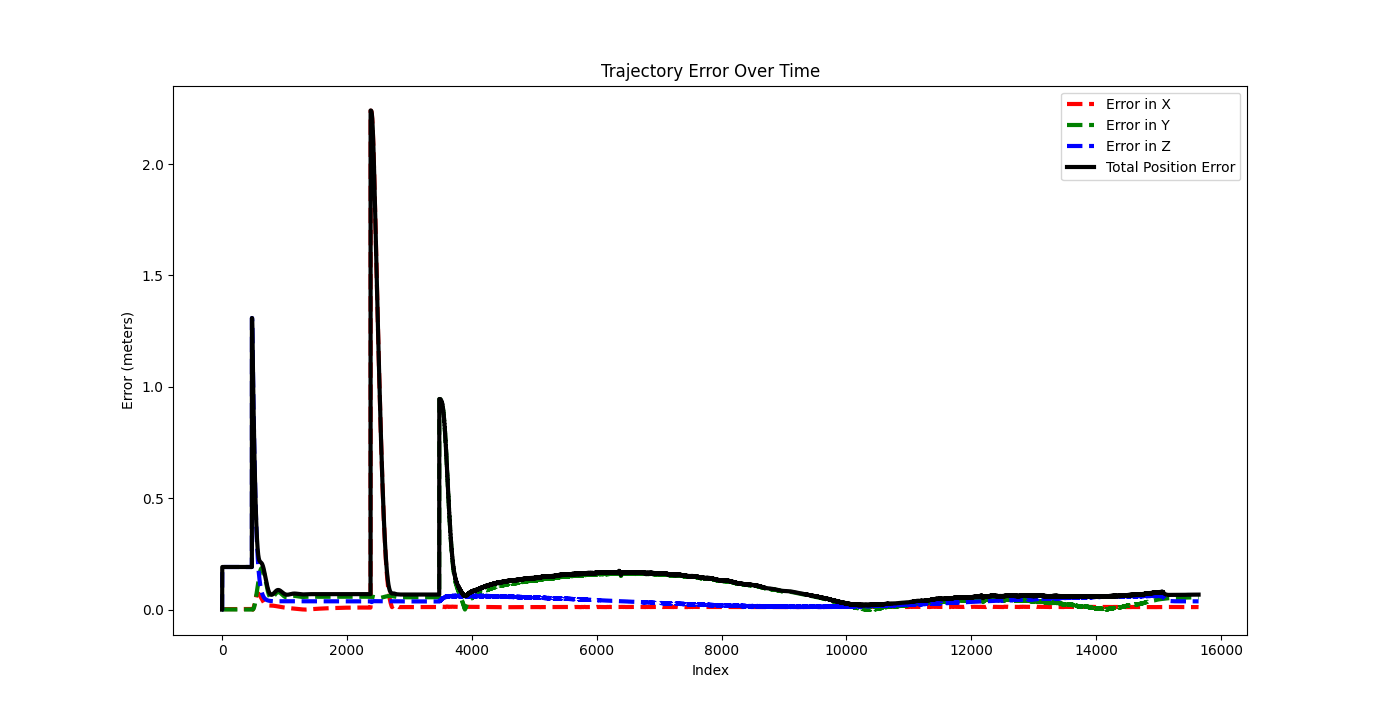 Trajectory Error Over Time
Error in X
Error in Y
Error in Z
Total Position Error
Error (meters)
2.0
1.5
1.0
0.5
0.0
0 2000 4000 6000 8000 10000 12000 14000 16000
Index